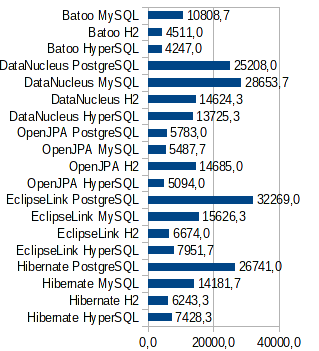 Batoo MySQL 10808,7
Batoo H2 4511,0
Batoo HyperSQL 4247,0
DataNucleus PostgreSQL 25208,0
DataNucleus MySQL 28653,7
DataNucleus H2 14624,3
DataNucleus HyperSQL 13725,3
OpenJPA PostgreSQL 5783,0
OpenJPA MySQL 5487,7
OpenJPA H2 14685,0
OpenJPA HyperSQL 5094,0
EclipseLink PostgreSQL 32269,0
EclipseLink MySQL 15626,3
EclipseLink H2 6674,0
EclipseLink HyperSQL 7951,7
Hibernate PostgreSQL 26741,0
Hibernate MySQL 14181,7
Hibernate H2 6243,3
Hibernate HyperSQL 7428,3
0,0 20000,0 40000,0